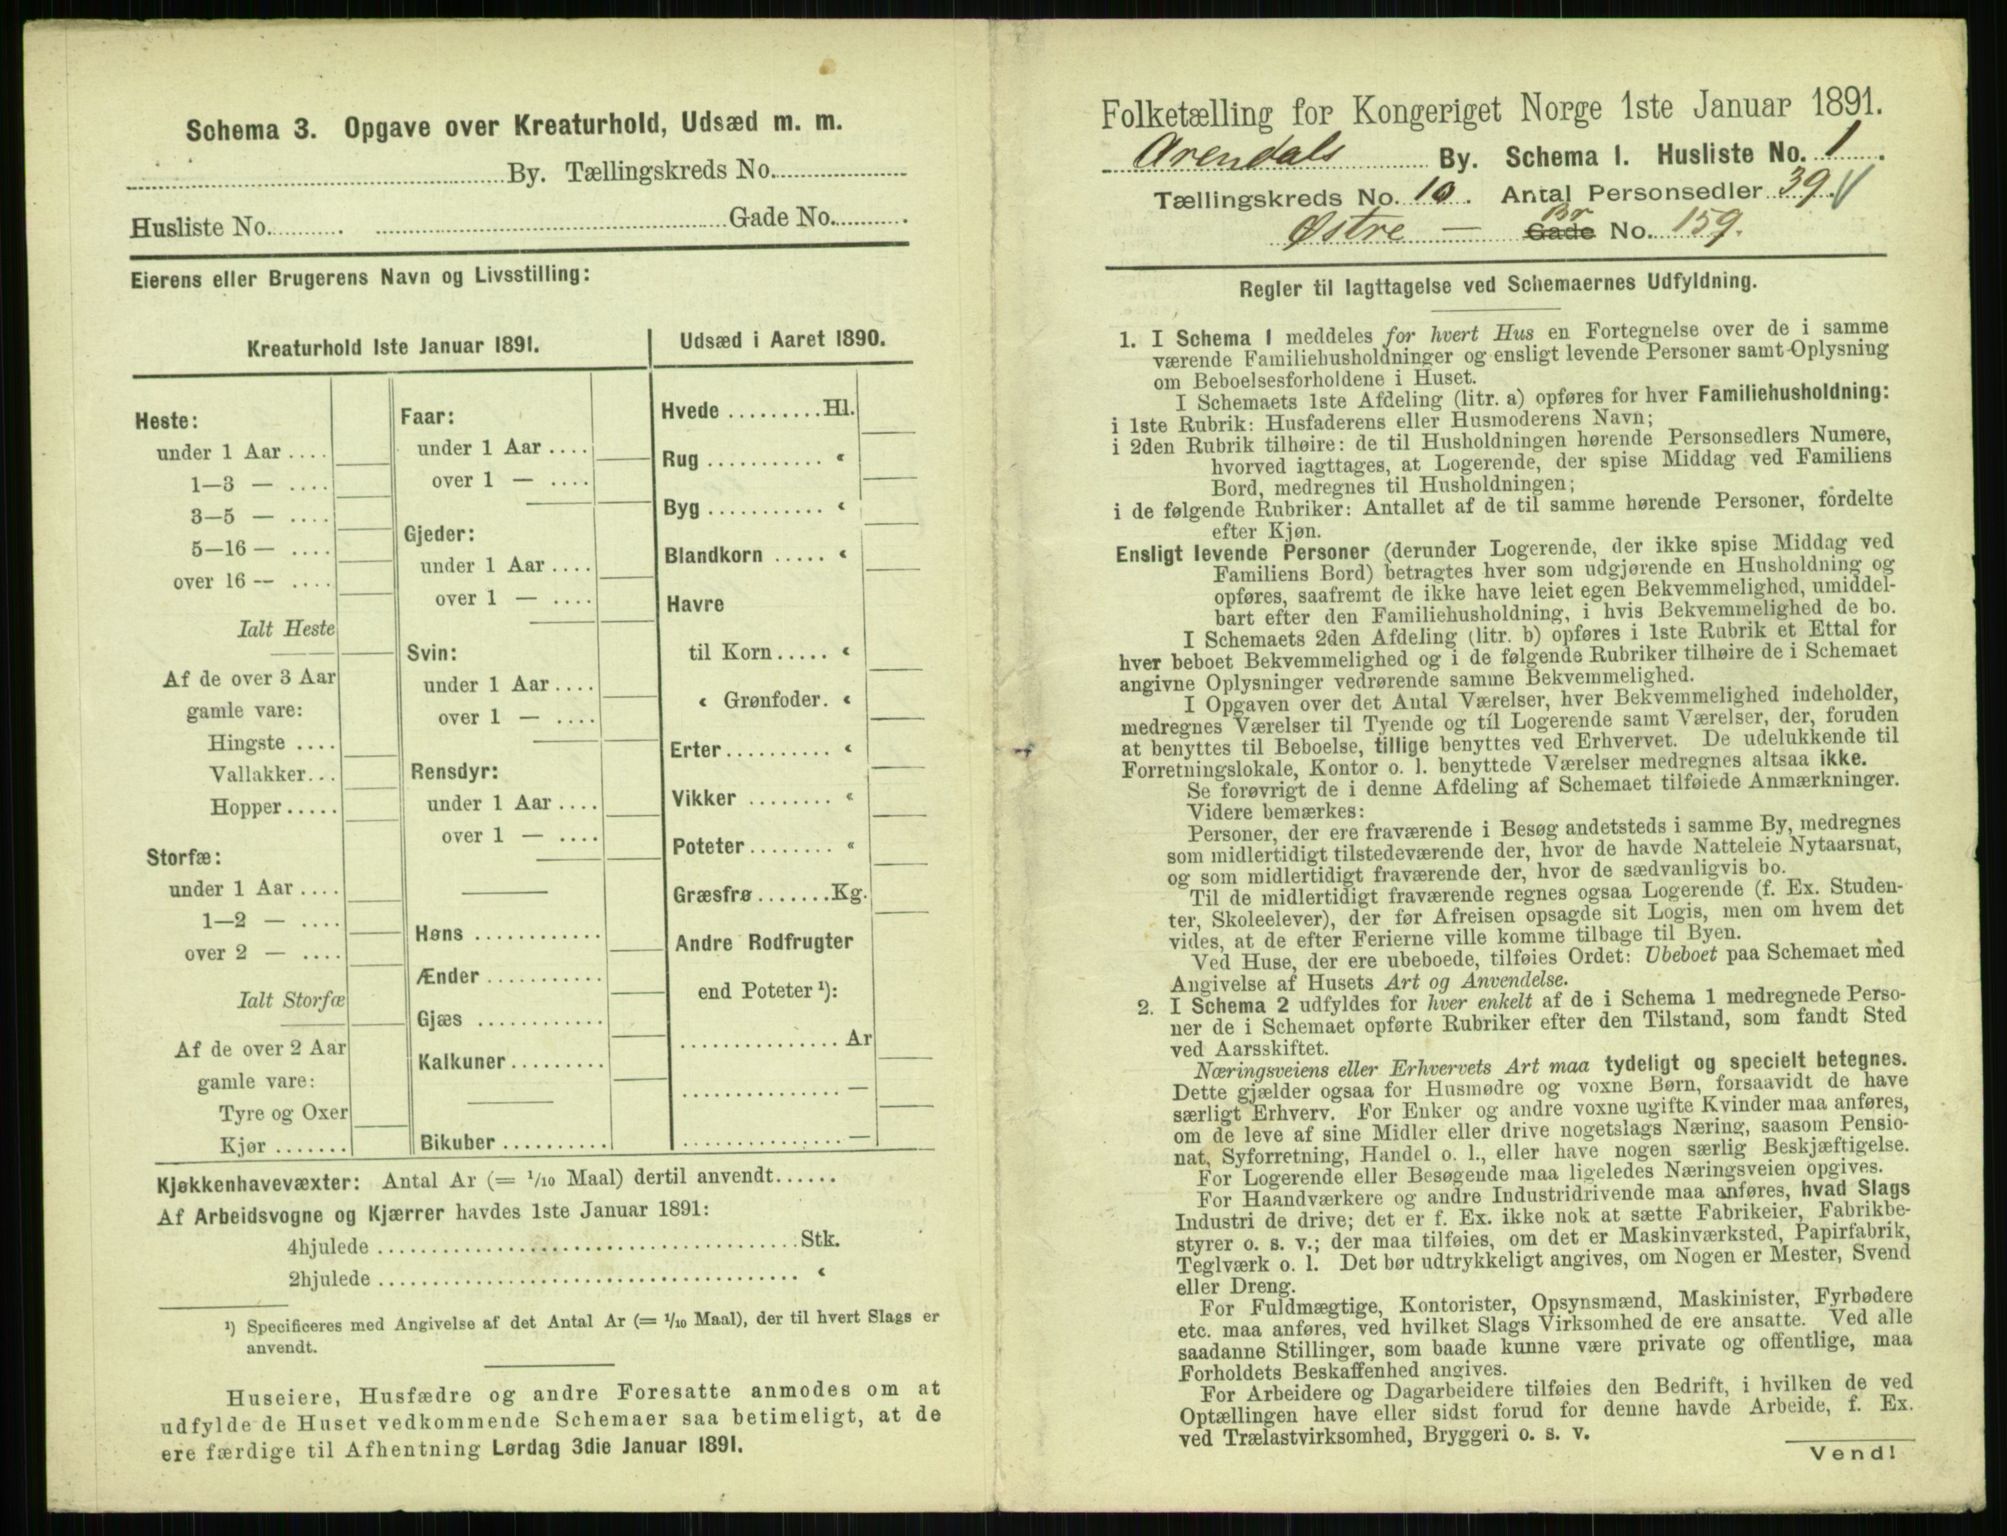 Schema 3. Opgave over Kreaturhold, Udsæd m. m.
By. Tællingskreds No.
Husliste No. Gade No.
Eierens eller Brugerens Navn og Livsstilling:
Kreaturhold 1ste Januar 1891.
Heste:
under 1 Aar ....
1—3 — ....
3—5 — ....
5—16 — ....
over 16 — ....
Ialt Heste
Af de over 3 Aar
gamle vare:
Hingste ....
Vallakker...
Hopper.....
Storfæ:
under 1 Aar ....
1—2 — ....
over 2 — ....
Ialt Storfæ
Af de over 2 Aar
gamle vare:
Tyre og Oxer
Kjør .......
Faar:
under 1 Aar ....
over 1 — ....
Gjeder:
under 1 Aar ....
over 1 — ....
Svin:
under 1 Aar ....
over 1 — ....
Rensdyr:
under 1 Aar ....
over 1 — ....
Høns ............
Ænder ...........
Gjæs ............
Kalkuner.........
Bikuber ..........
Udsæd i Aaret 1890.
Hvede .........Hl.
Rug ........... «
Byg ........... «
Blandkorn ..... «
Havre
til Korn..... «
« Grønfoder. «
Erter.......... «
Vikker ........ «
Poteter........ «
Græsfrø.......Kg.
Andre Rodfrugter
end Poteter ¹):
............... Ar
............... —
............... —
Kjøkkenhavevæxter: Antal Ar (= 1/10 Maal) dertil anvendt......
Af Arbeidsvogne og Kjærrer havdes 1ste Januar 1891:
4hjulede ........................................Stk.
2hjulede ........................................ «
¹) Specificeres med Angivelse af det Antal Ar (= 1/10 Maal), der til hvert Slags er
anvendt.
Huseiere, Husfædre og andre Foresatte anmodes om at
udfylde de Huset vedkommende Schemaer saa betimeligt, at de
ere færdige til Afhentning Lørdag 3die Januar 1891.
Folketælling for Kongeriget Norge 1ste Januar 1891.
Arendals By. Schema I. Husliste No. 1
Tællingskreds No. 10. Antal Personsedler 39
Østre — Gade Br No. 159.
Regler til Iagttagelse ved Schemaernes Udfyldning.
1. I Schema I meddeles for hvert Hus en Fortegnelse over de i samme
værende Familiehusholdninger og ensligt levende Personer samt Oplysning
om Beboelsesforholdene i Huset.
I Schemaets 1ste Afdeling (litr. a) opføres for hver Familiehusholdning:
i 1ste Rubrik: Husfaderens eller Husmoderens Navn;
i 2den Rubrik tilhøire: de til Husholdningen hørende Personsedlers Numere,
hvorved iagttages, at Logerende, der spise Middag ved Familiens
Bord, medregnes til Husholdningen;
i de følgende Rubriker: Antallet af de til samme hørende Personer, fordelte
efter Kjøn.
Ensligt levende Personer (derunder Logerende, der ikke spise Middag ved
Familiens Bord) betragtes hver som udgjørende en Husholdning og
opføres, saafremt de ikke have leiet egen Bekvemmelighed, umiddel-
bart efter den Familiehusholdning, i hvis Bekvemmelighed de bo.
I Schemaets 2den Afdeling (litr. b) opføres i 1ste Rubrik et Ettal for
hver beboet Bekvemmelighed og i de følgende Rubriker tilhøire de i Schemaet
angivne Oplysninger vedrørende samme Bekvemmelighed.
I Opgaven over det Antal Værelser, hver Bekvemmelighed indeholder,
medregnes Værelser til Tyende og til Logerende samt Værelser, der, foruden
at benyttes til Beboelse, tillige benyttes ved Erhvervet. De udelukkende til
Forretningslokale, Kontor o. l. benyttede Værelser medregnes altsaa ikke.
Se forøvrigt de i denne Afdeling af Schemaet tilføiede Anmærkninger.
Videre bemærkes:
Personer, der ere fraværende i Besøg andetsteds i samme By, medregnes
som midlertidigt tilstedeværende der, hvor de havde Natteleie Nytaarsnat,
og som midlertidigt fraværende der, hvor de sædvanligvis bo.
Til de midlertidigt fraværende regnes ogsaa Logerende (f. Ex. Studen-
ter, Skoleelever), der før Afreisen opsagde sit Logis, men om hvem det
vides, at de efter Ferierne ville komme tilbage til Byen.
Ved Huse, der ere ubeboede, tilføies Ordet: Ubeboet paa Schemaet med
Angivelse af Husets Art og Anvendelse.
2. I Schema 2 udfyldes for hver enkelt af de i Schema 1 medregnede Perso-
ner de i Schemaet opførte Rubriker efter den Tilstand, som fandt Sted
ved Aarsskiftet.
Næringsveiens eller Erhvervets Art maa tydeligt og specielt betegnes.
Dette gjælder ogsaa for Husmødre og voxne Børn, forsaavidt de have
særligt Erhverv. For Enker og andre voxne ugifte Kvinder maa anføres,
om de leve af sine Midler eller drive nogetslags Næring, saasom Pensio-
nat, Syforretning, Handel o. l., eller have nogen særlig Beskjæftigelse.
For Logerende eller Besøgende maa ligeledes Næringsveien opgives.
For Haandværkere og andre Industridrivende maa anføres, hvad Slags
Industri de drive; det er f. Ex. ikke nok at sætte Fabrikeier, Fabrikbe-
styrer o. s. v.; der maa tilføies, om det er Maskinværksted, Papirfabrik,
Teglværk o. l. Det bør udtrykkeligt angives, om Nogen er Mester, Svend
eller Dreng.
For Fuldmægtige, Kontorister, Opsynsmænd, Maskinister, Fyrbødere
etc. maa anføres, ved hvilket Slags Virksomhed de ere ansatte. Ved alle
saadanne Stillinger, som baade kunne være private og offentlige, maa
Forholdets Beskaffenhed angives.
For Arbeidere og Dagarbeidere tilføies den Bedrift, i hvilken de ved
Optællingen have eller sidst forud for denne havde Arbeide, f. Ex.
ved Trælastvirksomhed, Bryggeri o. s. v.
Vend!